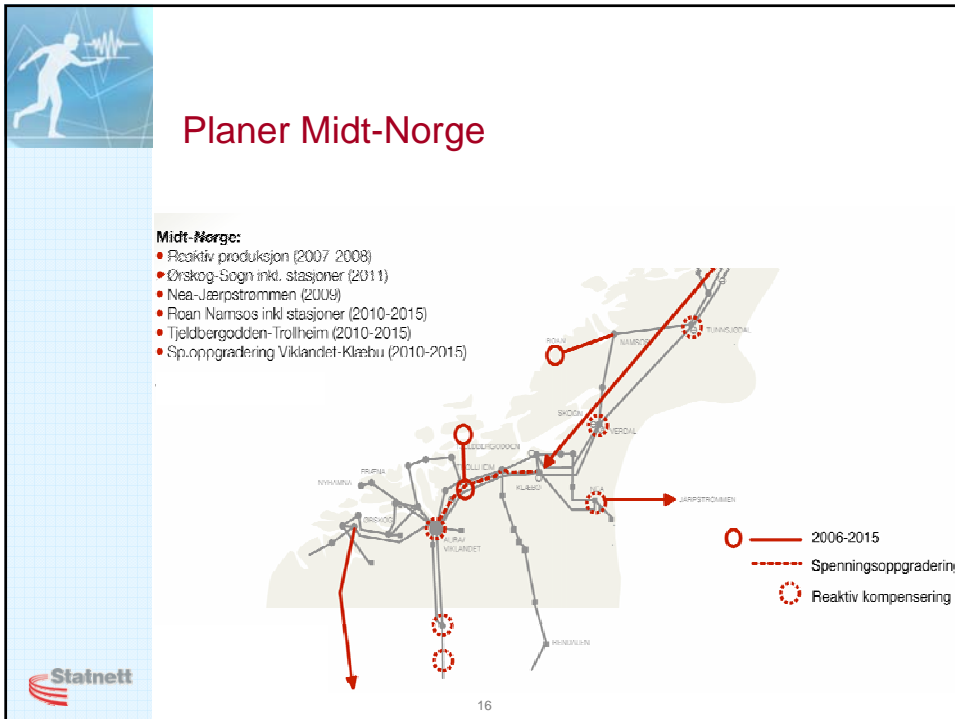 Planer Midt-Norge
Midt-Norge:
• Reaktiv produksjon (2007-2008)
• Ørskog-Sogn inkl. stasjoner (2011)
• Nea-Jærpstrømmen (2009)
• Roan Namsos inkl stasjoner (2010-2015)
• Tjeldbergodden-Trollheim (2010-2015)
• Sp.oppgradering Viklandet-Klæbu (2010-2015)
ROAN
NAMSOS
TUNNSJØDAL
SKOGN
VERDAL
TJELDBERGODDEN
TROLLHEIM
FRÆNA
NYHAMNA
KLÆBU
NEA
JÄRPSTRÖMMEN
ØRSKOG
AURA/
VIKLANDET
2006-2015
Spenningsoppgradering
Reaktiv kompensering
Statnett
16